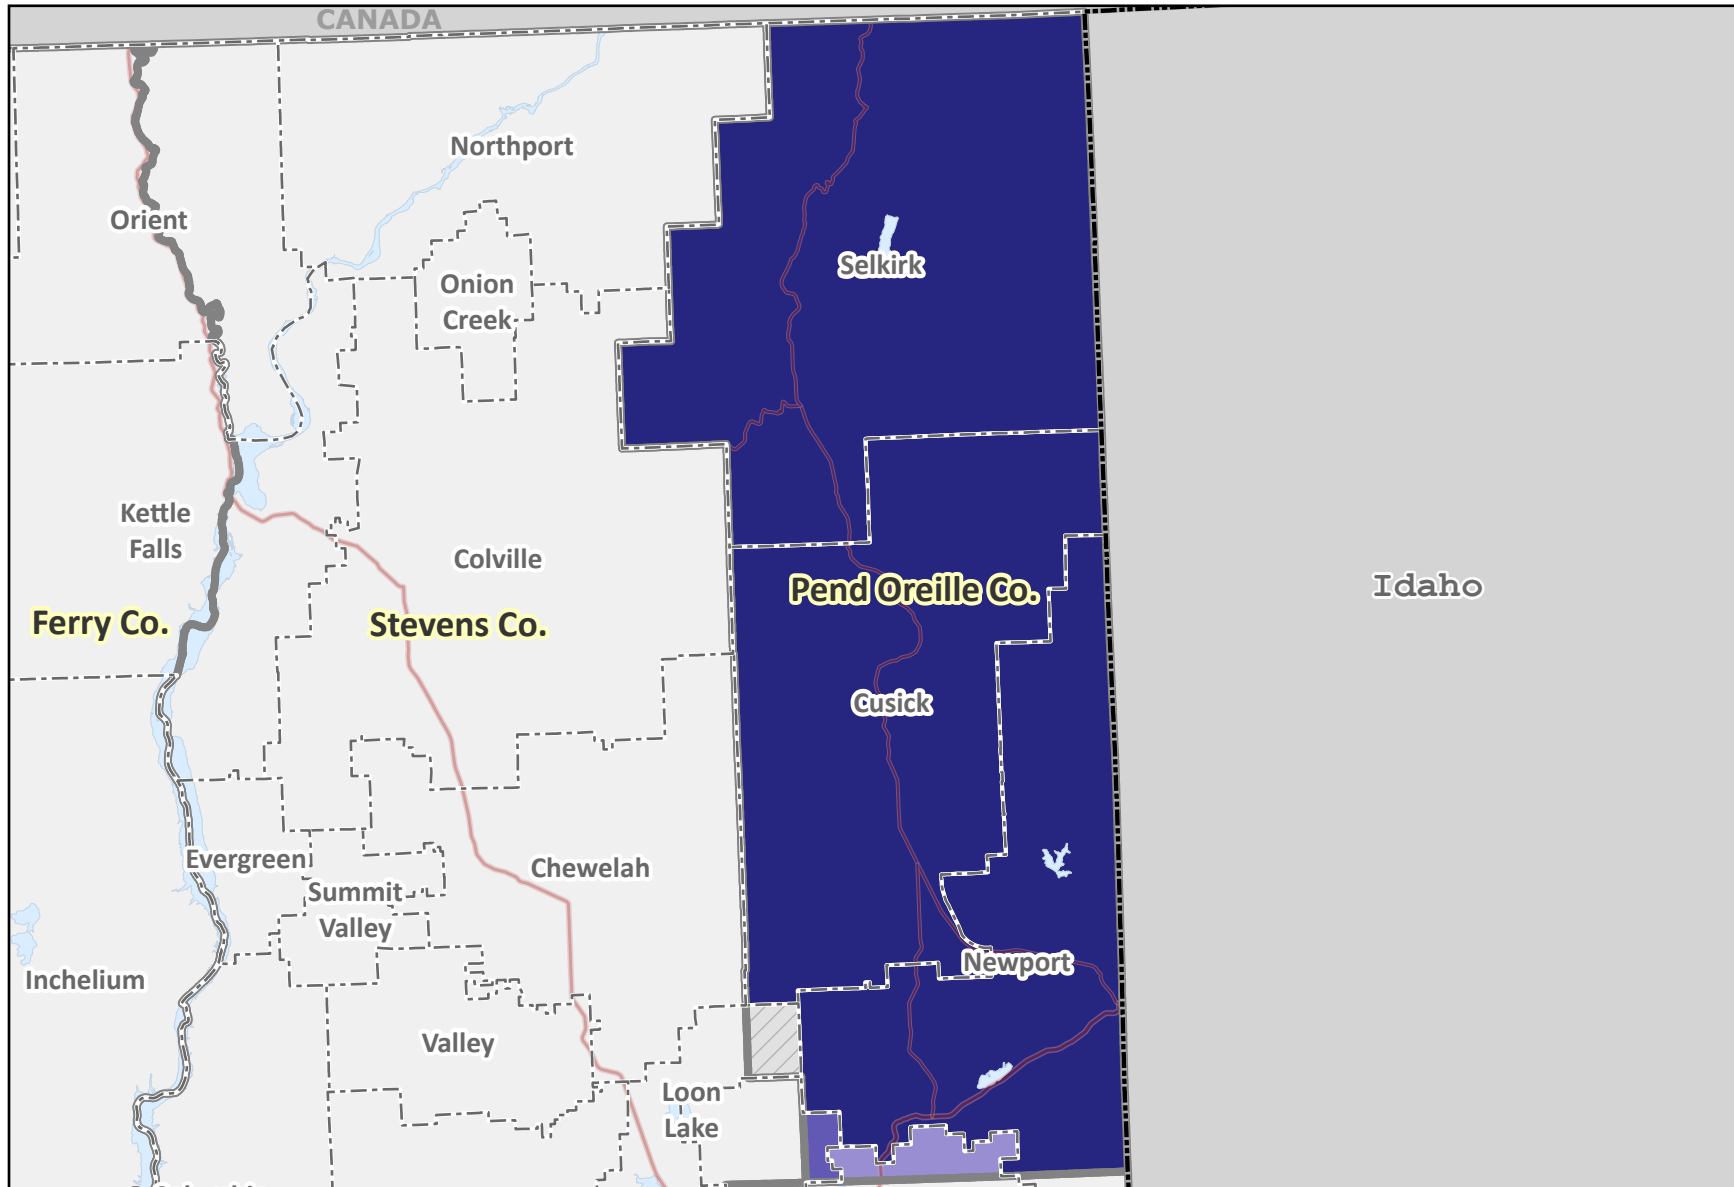 CANADA
Northport
Orient
Selkirk
Onion
Creek
Kettle
Falls
Colville
Pend Oreille Co.
Idaho
Ferry Co.
Stevens Co.
Cusick
Evergreen
Chewelah
Summit
Valley
Newport
Inchelium
Valley
Loon
Lake